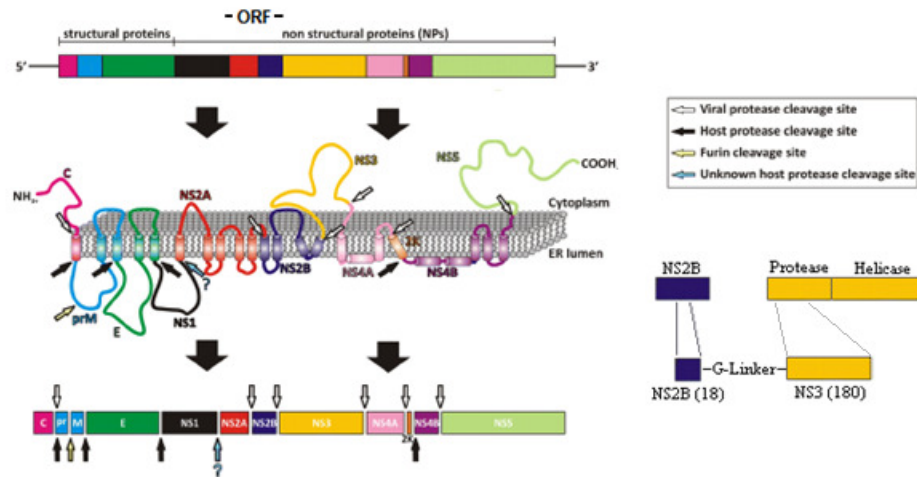 - ORF -
structural proteins
non structural proteins (NPs)
5’
3’
Viral protease cleavage site
Host protease cleavage site
Furin cleavage site
Unknown host protease cleavage site
C
NH₂,
NS2A
NS3
NS5
COOH
Cytoplasm
ER lumen
NS2B
NS4A
2K
NS4B
?
prM
E
NS1
NS2B
Protease
Helicase
G-Linker
NS2B (18)
NS3 (180)
C
pr
M
E
NS1
NS2A
NS2B
NS3
NS4A
2K
NS4B
NS5
?